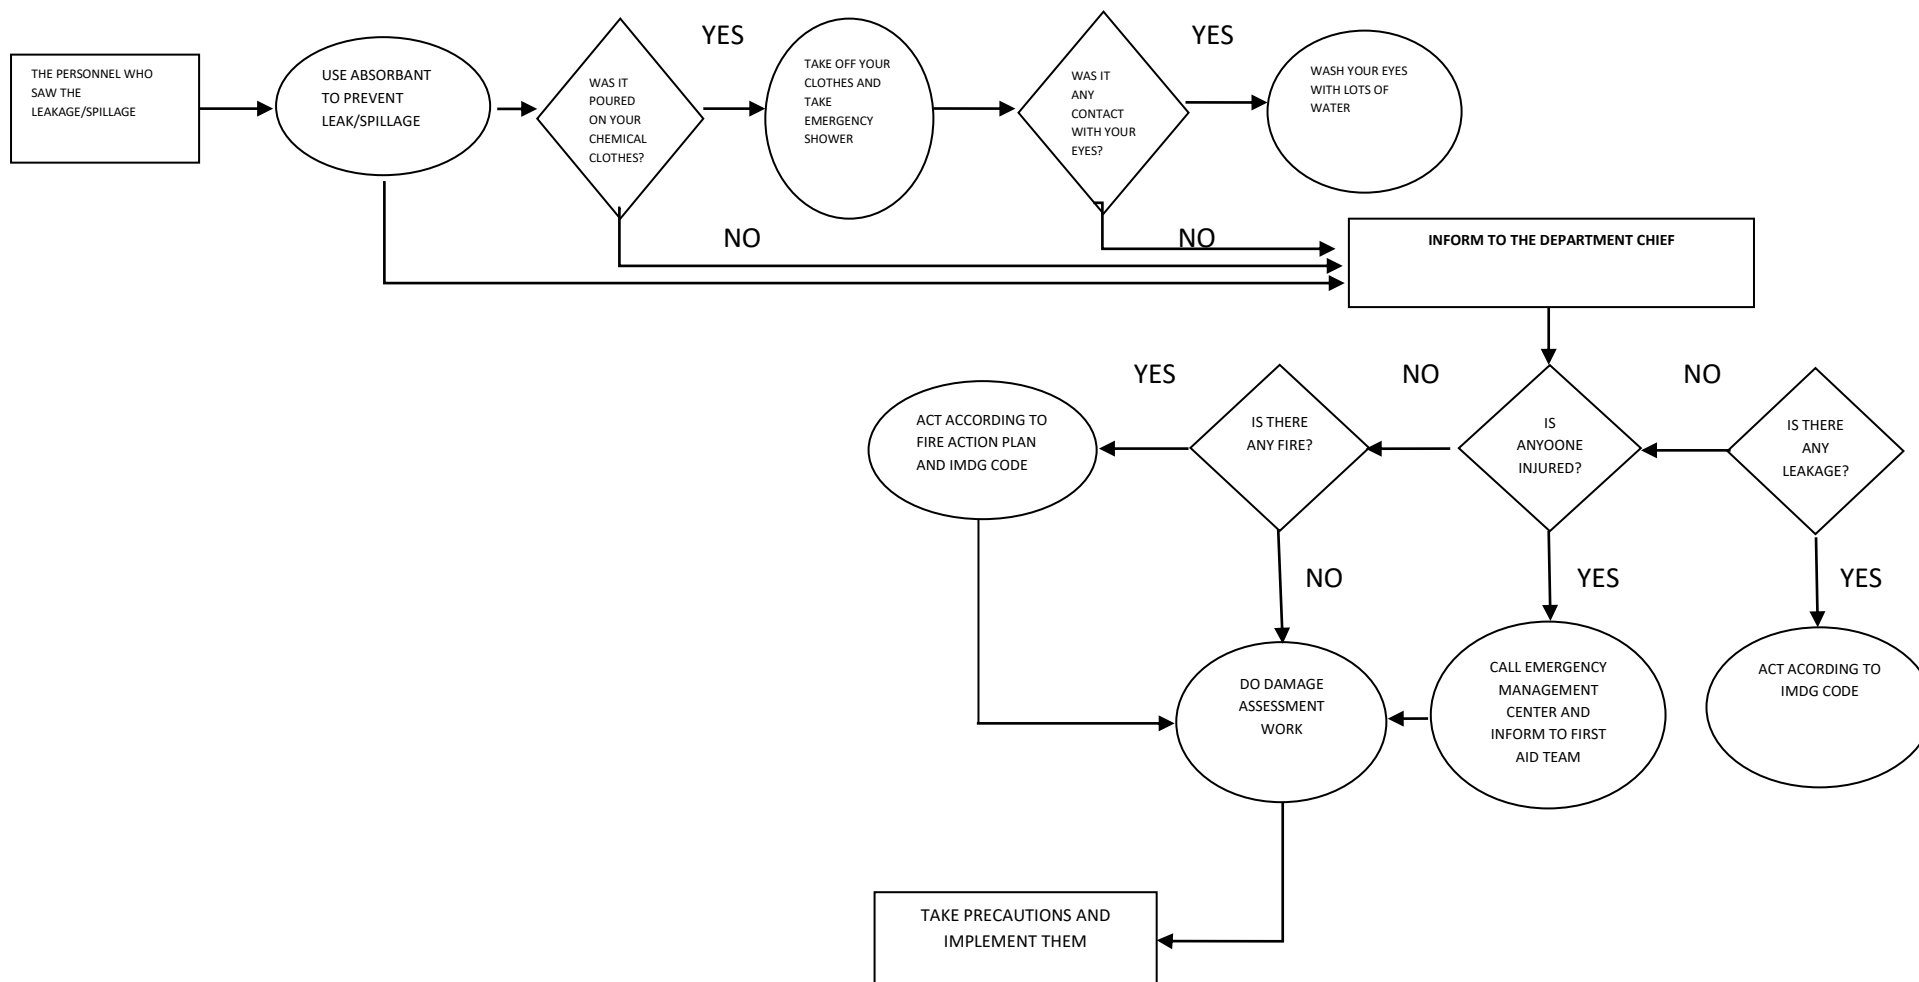 THE PERSONNEL WHO
SAW THE
LEAKAGE/SPILLAGE
USE ABSORBANT
TO PREVENT
LEAK/SPILLAGE
WAS IT
POURED
ON YOUR
CHEMICAL
CLOTHES?
YES
TAKE OFF YOUR
CLOTHES AND
TAKE
EMERGENCY
SHOWER
WAS IT
ANY
CONTACT
WITH YOUR
EYES?
YES
WASH YOUR EYES
WITH LOTS OF
WATER
NO
NO
INFORM TO THE DEPARTMENT CHIEF
YES
NO
NO
ACT ACCORDING TO
FIRE ACTION PLAN
AND IMDG CODE
IS THERE
ANY FIRE?
IS
ANYOONE
INJURED?
IS THERE
ANY
LEAKAGE?
NO
YES
YES
DO DAMAGE
ASSESSMENT
WORK
CALL EMERGENCY
MANAGEMENT
CENTER AND
INFORM TO FIRST
AID TEAM
ACT ACORDING TO
IMDG CODE
TAKE PRECAUTIONS AND
IMPLEMENT THEM